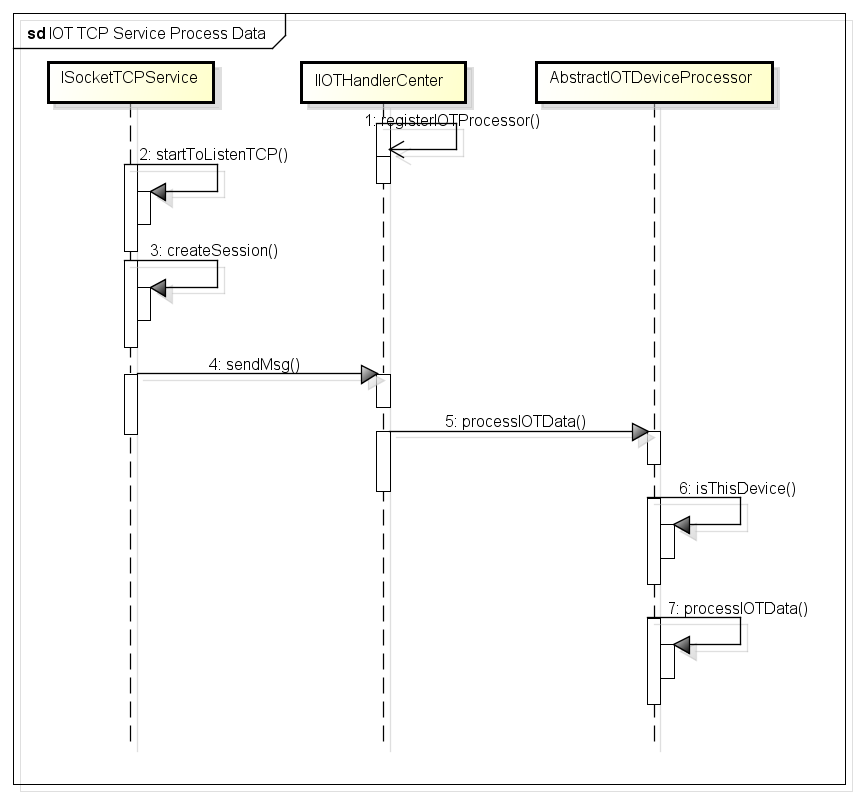 sd IOT TCP Service Process Data
ISocketTCPService
IIOTHandlerCenter
AbstractIOTDeviceProcessor
1: registerIOTProcessor()
2: startToListenTCP()
3: createSession()
4: sendMsg()
5: processIOTData()
6: isThisDevice()
7: processIOTData()